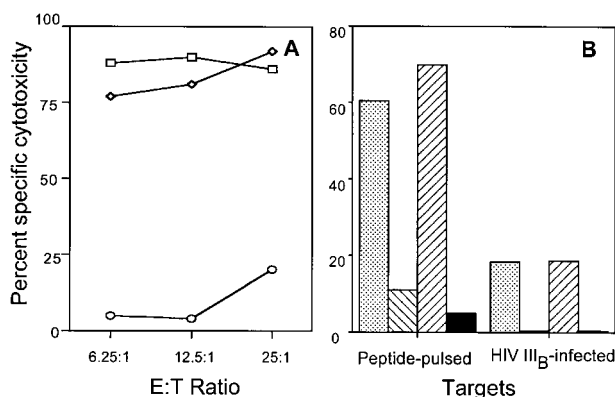 100
75
50
25
0
A
Percent specific cytotoxicity
6.25:1
12.5:1
25:1
E:T Ratio
80
60
40
20
0
B
Peptide-pulsed
HIV IIIB-infected
Targets